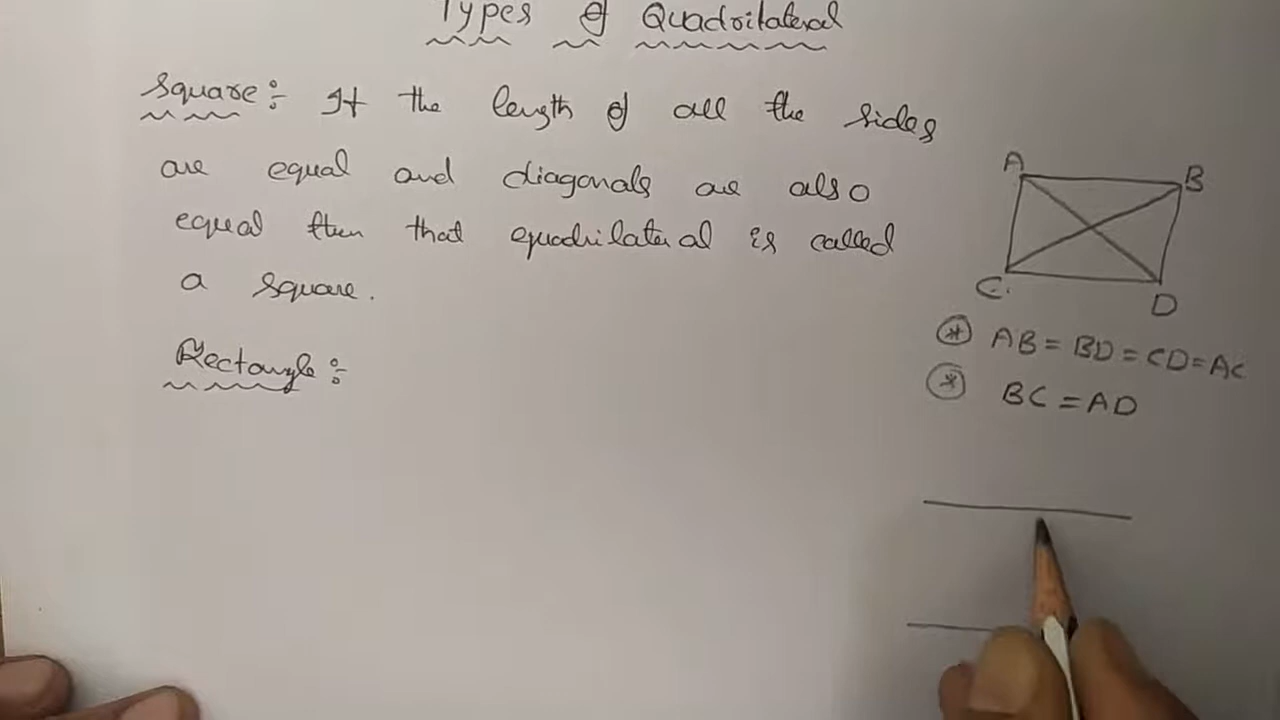 Types of Quadrilateral
Square:- If the length of all the sides
are equal and diagonals are also
equal then that quadrilateral is called
a square.
A
B
C.
D
* AB = BD = CD = AC
* BC = AD
Rectangle:-